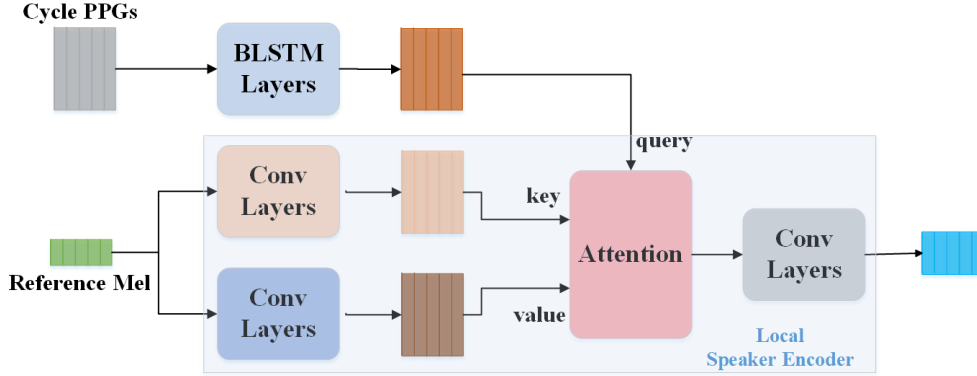 Cycle PPGs
BLSTM
Layers
query
Conv
Layers
key
Attention
Conv
Layers
Reference Mel
Conv
Layers
value
Local
Speaker Encoder